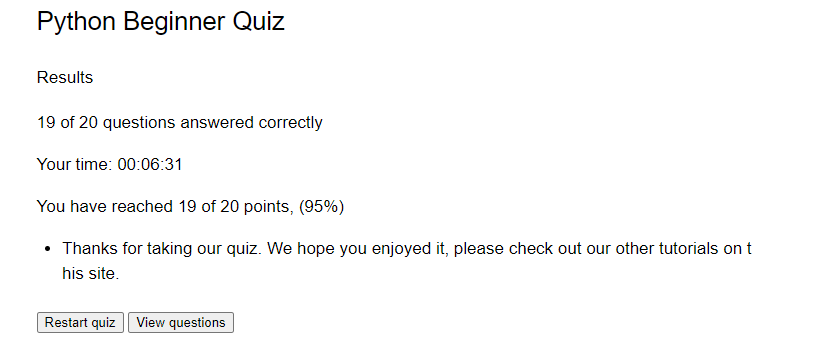 Python Beginner Quiz
Results
19 of 20 questions answered correctly
Your time: 00:06:31
You have reached 19 of 20 points, (95%)
• Thanks for taking our quiz. We hope you enjoyed it, please check out our other tutorials on t
his site.
Restart quiz View questions